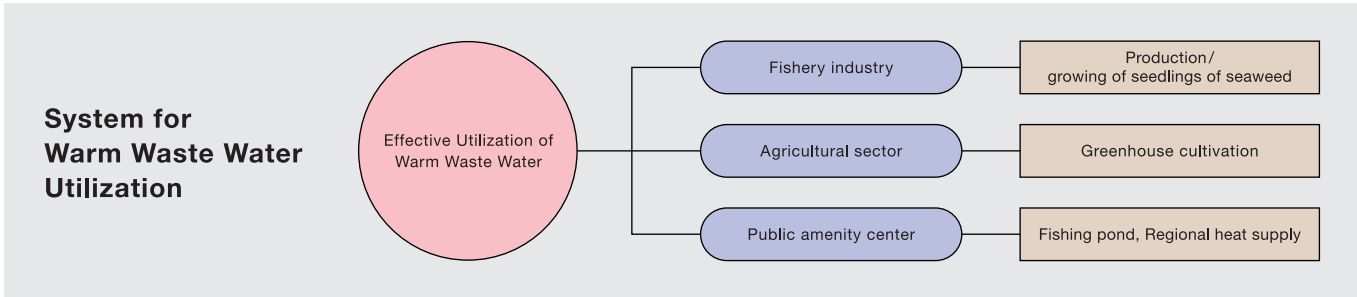 System for
Warm Waste Water
Utilization
Effective Utilization of
Warm Waste Water
Fishery industry
Production/
growing of seedlings of seaweed
Agricultural sector
Greenhouse cultivation
Public amenity center
Fishing pond, Regional heat supply